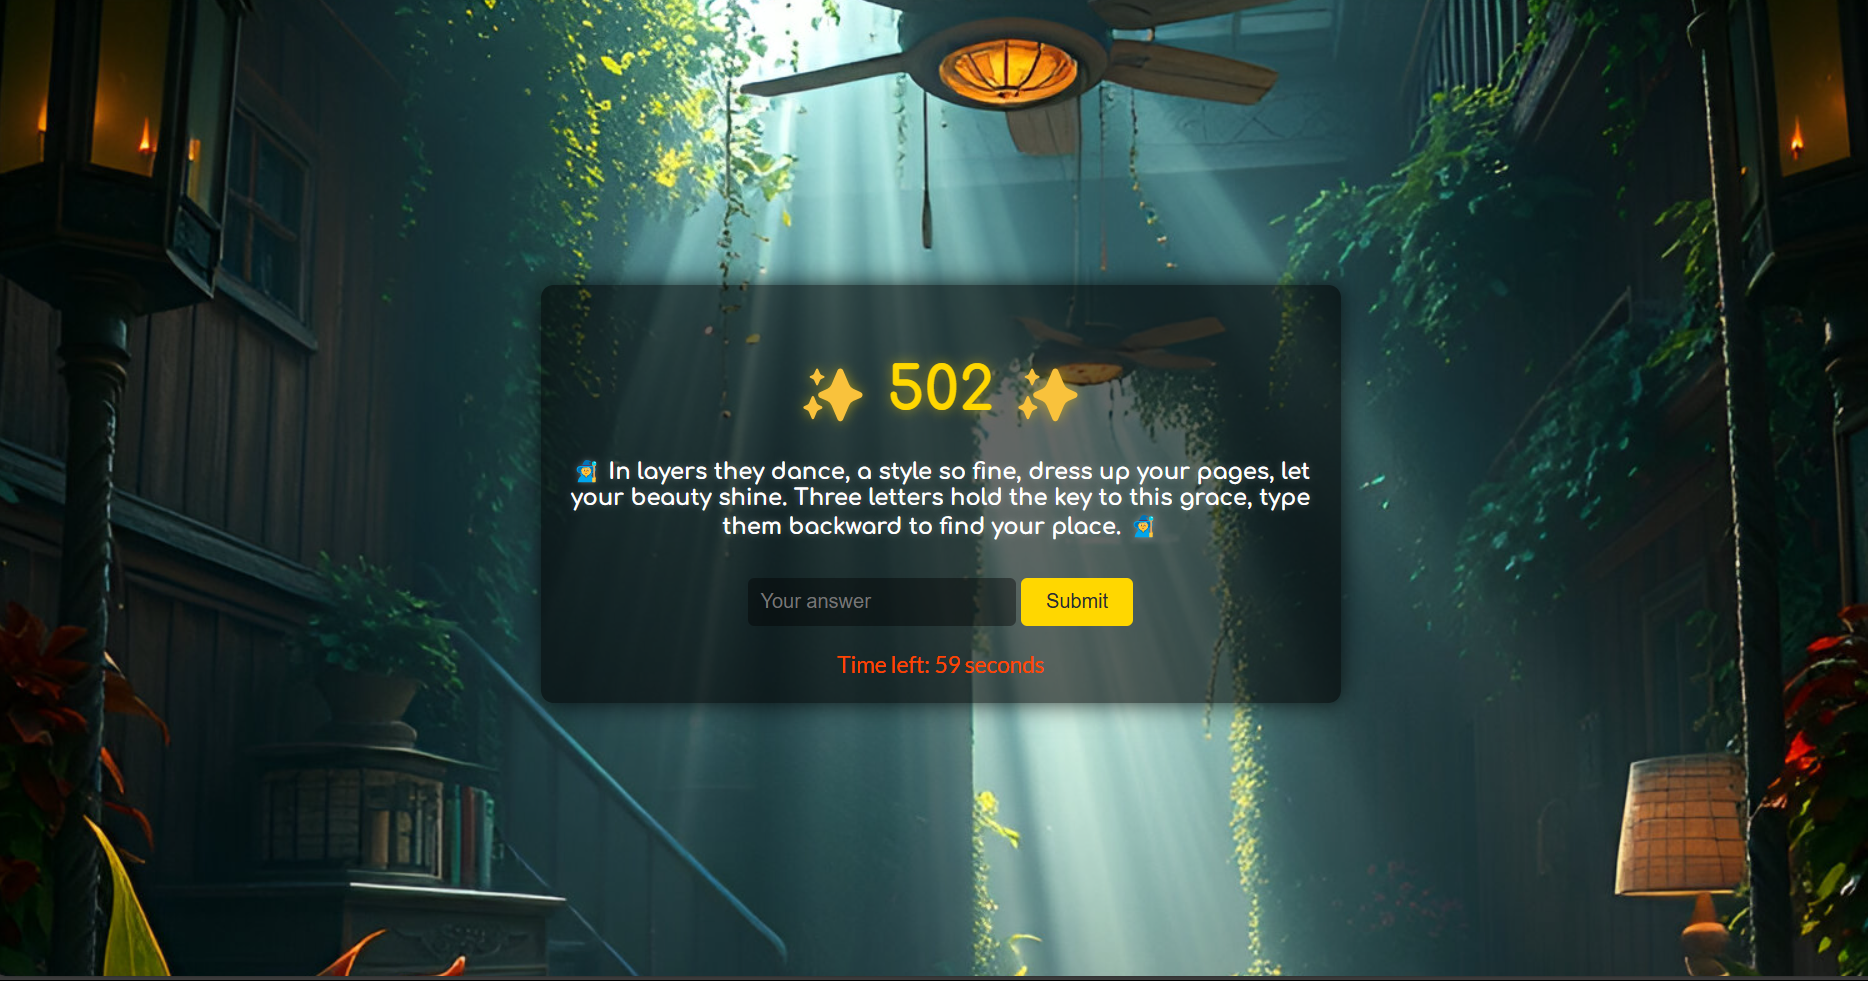 ✨ 502 ✨
🧙‍♂️ In layers they dance, a style so fine, dress up your pages, let
your beauty shine. Three letters hold the key to this grace, type
them backward to find your place. 🧙‍♂️
Your answer Submit
Time left: 59 seconds